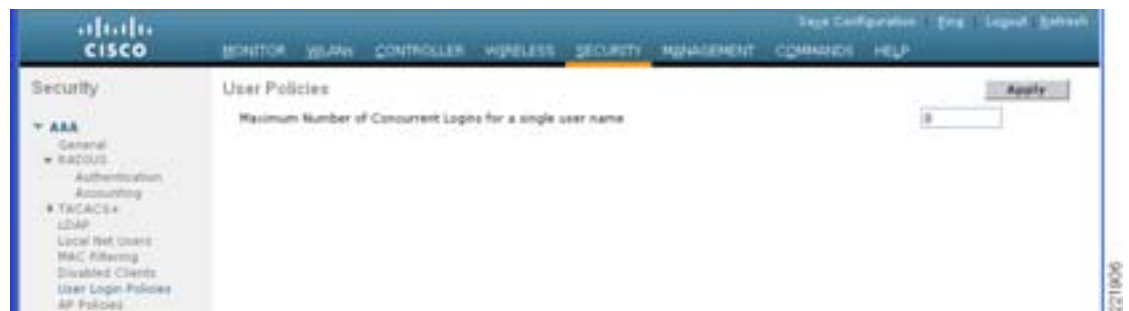 Save Configuration Ping Logout Refresh
CISCO
MONITOR WLANs CONTROLLER WIRELESS SECURITY MANAGEMENT COMMANDS HELP
Security
AAA
General
RADIUS
Authentication
Accounting
TACACS+
LDAP
Local Net Users
MAC Filtering
Disabled Clients
User Login Policies
AP Policies
User Policies
Apply
Maximum Number of Concurrent Logins for a single user name
221906